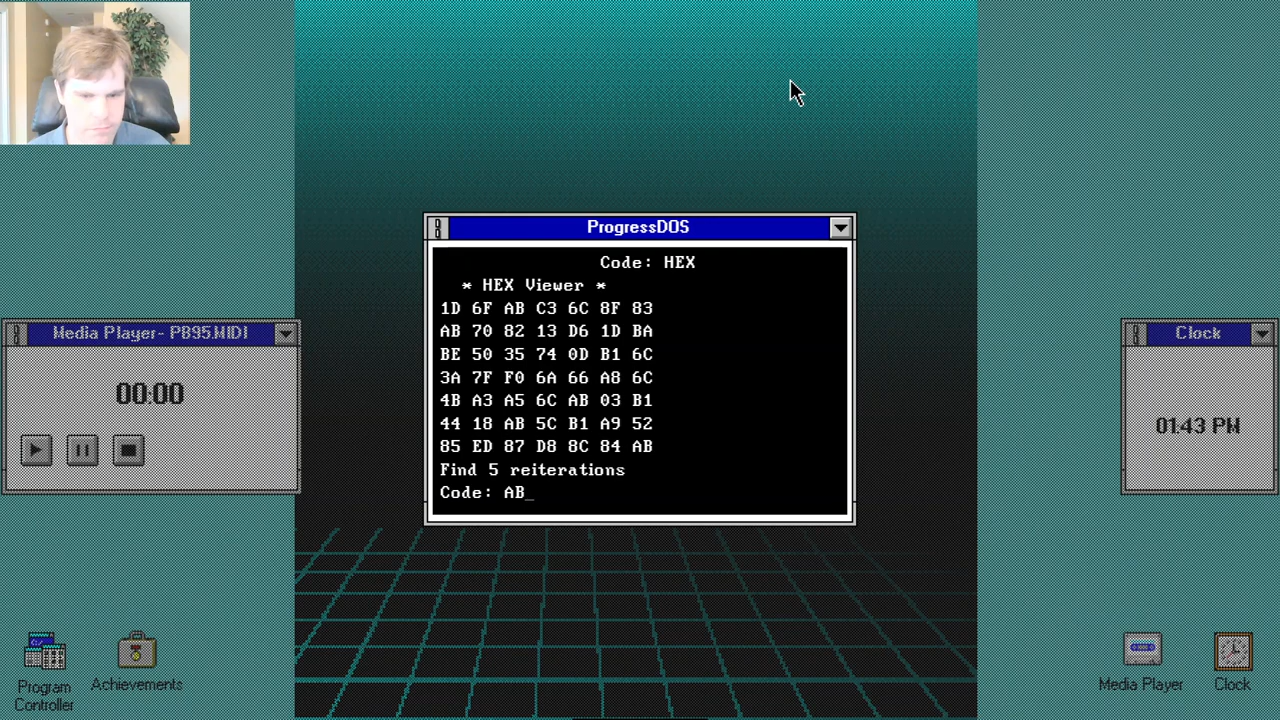 ProgressDOS
Code: HEX
* HEX Viewer *
1D 6F AB C3 6C 8F 83
AB 70 82 13 D6 1D BA
BE 50 35 74 0D B1 6C
3A 7F F0 6A 66 A8 6C
4B A3 A5 6C AB 03 B1
44 18 AB 5C B1 A9 52
85 ED 87 D8 8C 84 AB
Find 5 reiterations
Code: AB_
Media Player- PB95.MIDI
00:00
Clock
01:43 PM
Program
Controller
Achievements
Media Player
Clock